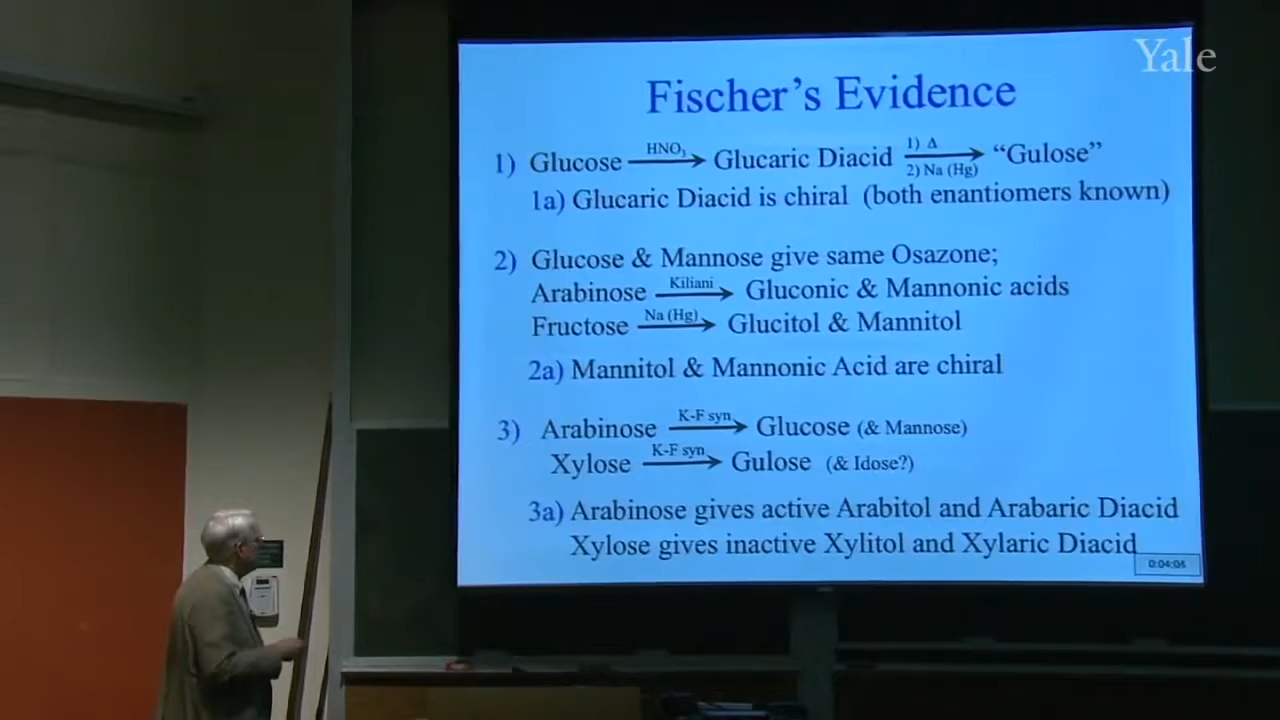 Yale
Fischer's Evidence
1) Glucose HNO₃ → Glucaric Diacid 1) Δ 2) Na (Hg) → “Gulose”
1a) Glucaric Diacid is chiral (both enantiomers known)
2) Glucose & Mannose give same Osazone;
Arabinose Kiliani → Gluconic & Mannonic acids
Fructose Na (Hg) → Glucitol & Mannitol
2a) Mannitol & Mannonic Acid are chiral
3) Arabinose K-F syn. → Glucose (& Mannose)
Xylose K-F syn. → Gulose (& Idose?)
3a) Arabinose gives active Arabitol and Arabaric Diacid
Xylose gives inactive Xylitol and Xylaric Diacid